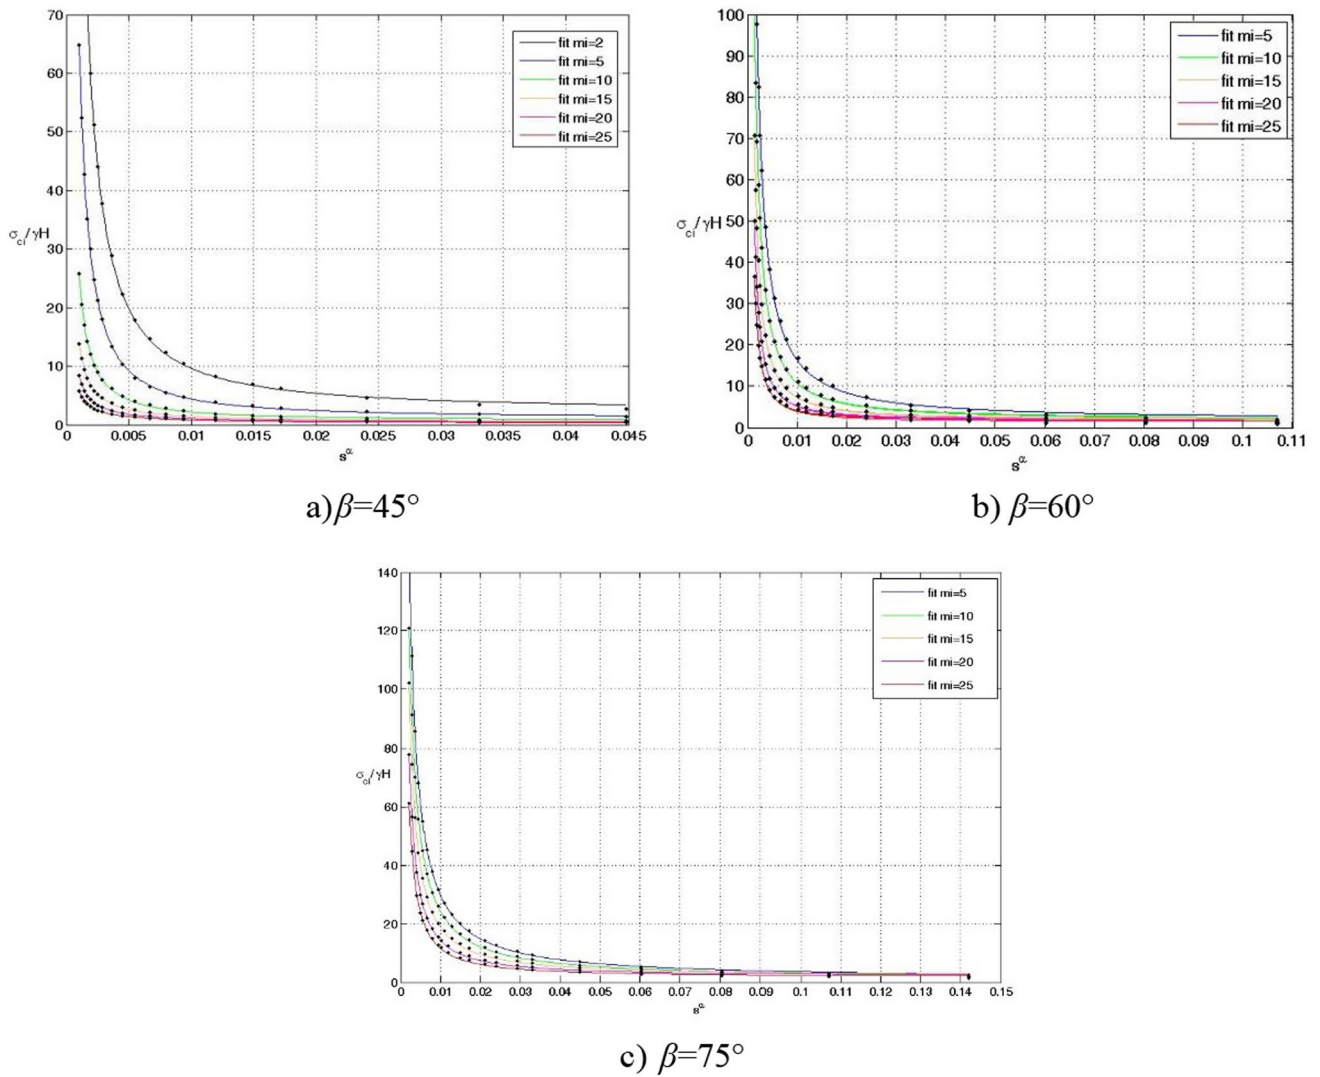 70
60
50
40
30
20
10
0
σci/γH
fit mi=2
fit mi=5
fit mi=10
fit mi=15
fit mi=20
fit mi=25
0 0.005 0.01 0.015 0.02 0.025 0.03 0.035 0.04 0.045
s^α
a) β=45°
100
90
80
70
60
50
40
30
20
10
0
σci/γH
fit mi=5
fit mi=10
fit mi=15
fit mi=20
fit mi=25
0 0.01 0.02 0.03 0.04 0.05 0.06 0.07 0.08 0.09 0.1 0.11
s^α
b) β=60°
140
120
100
80
60
40
20
0
σci/γH
fit mi=5
fit mi=10
fit mi=15
fit mi=20
fit mi=25
0 0.01 0.02 0.03 0.04 0.05 0.06 0.07 0.08 0.09 0.1 0.11 0.12 0.13 0.14 0.15
s^α
c) β=75°